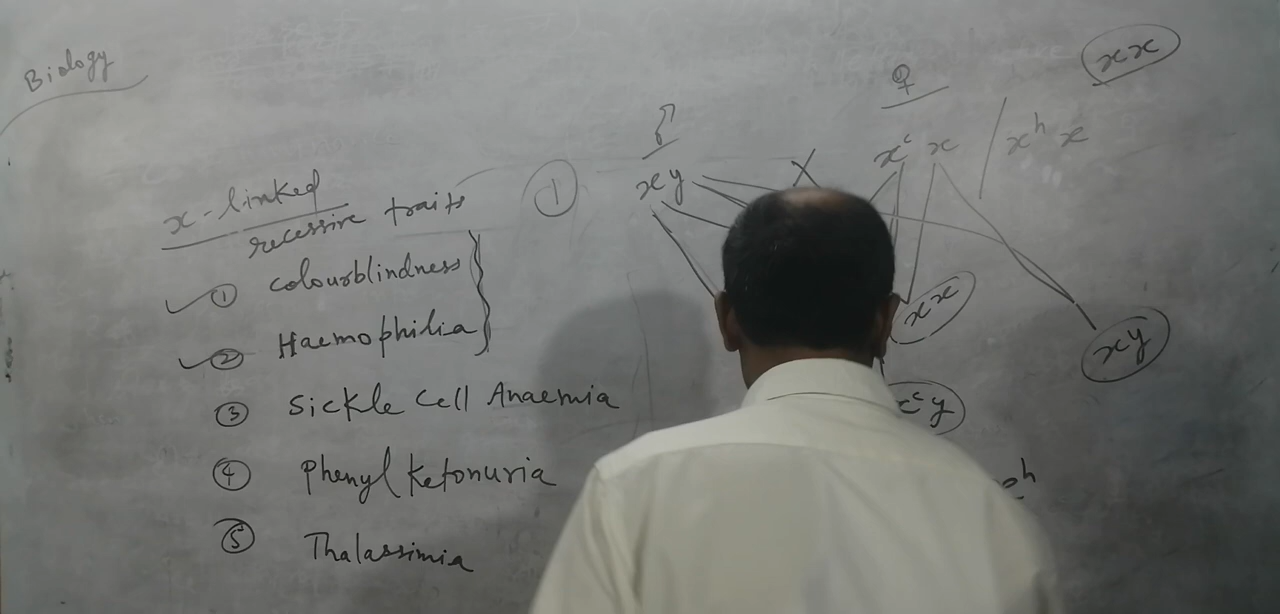 Biology
x-linked
recessive traits
① colourblindness
② Haemophilia
③ Sickle Cell Anaemia
④ Phenyl Ketonuria
⑤ Thalassimia
①
♂
xy
X
♀
xᶜ x / xʰ x
xx
xx
xy
xᶜy